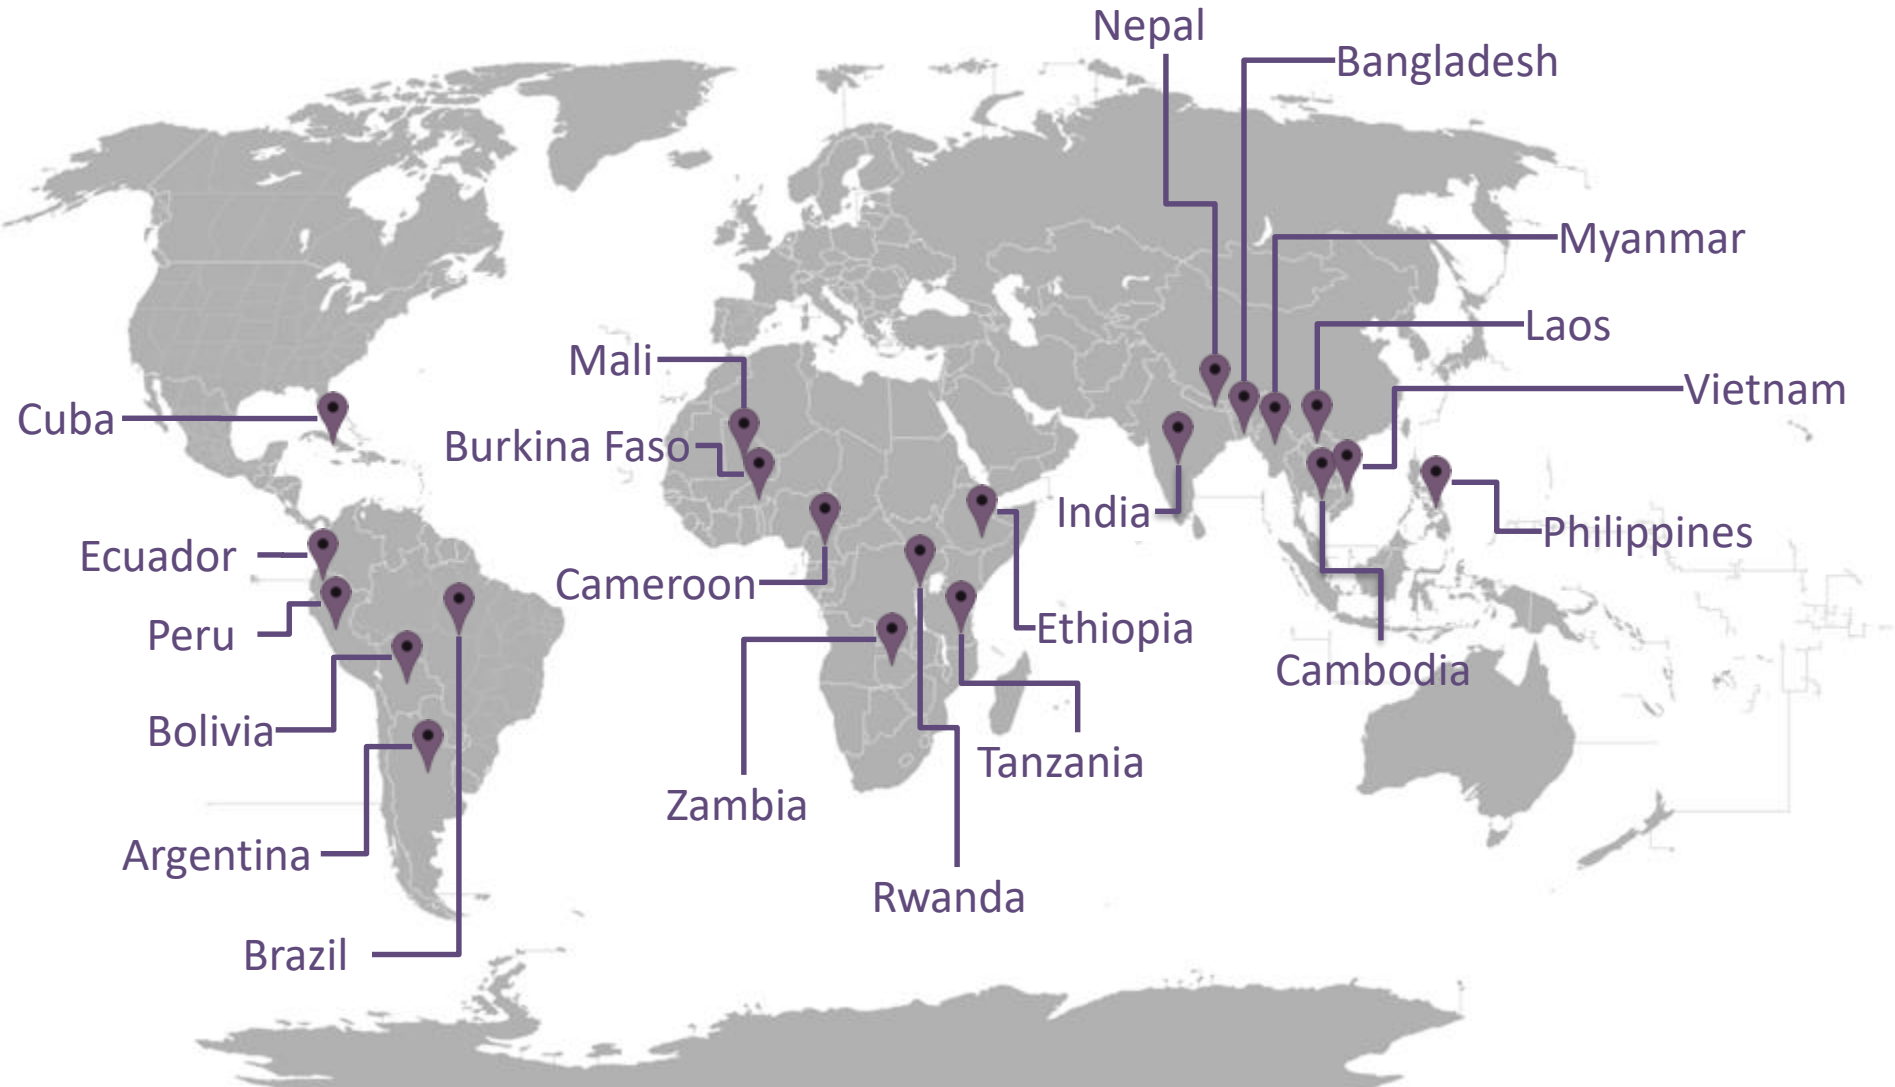 Nepal
Bangladesh
Myanmar
Laos
Mali
Vietnam
Cuba
Burkina Faso
India
Philippines
Ecuador
Cameroon
Ethiopia
Peru
Cambodia
Bolivia
Tanzania
Zambia
Argentina
Rwanda
Brazil